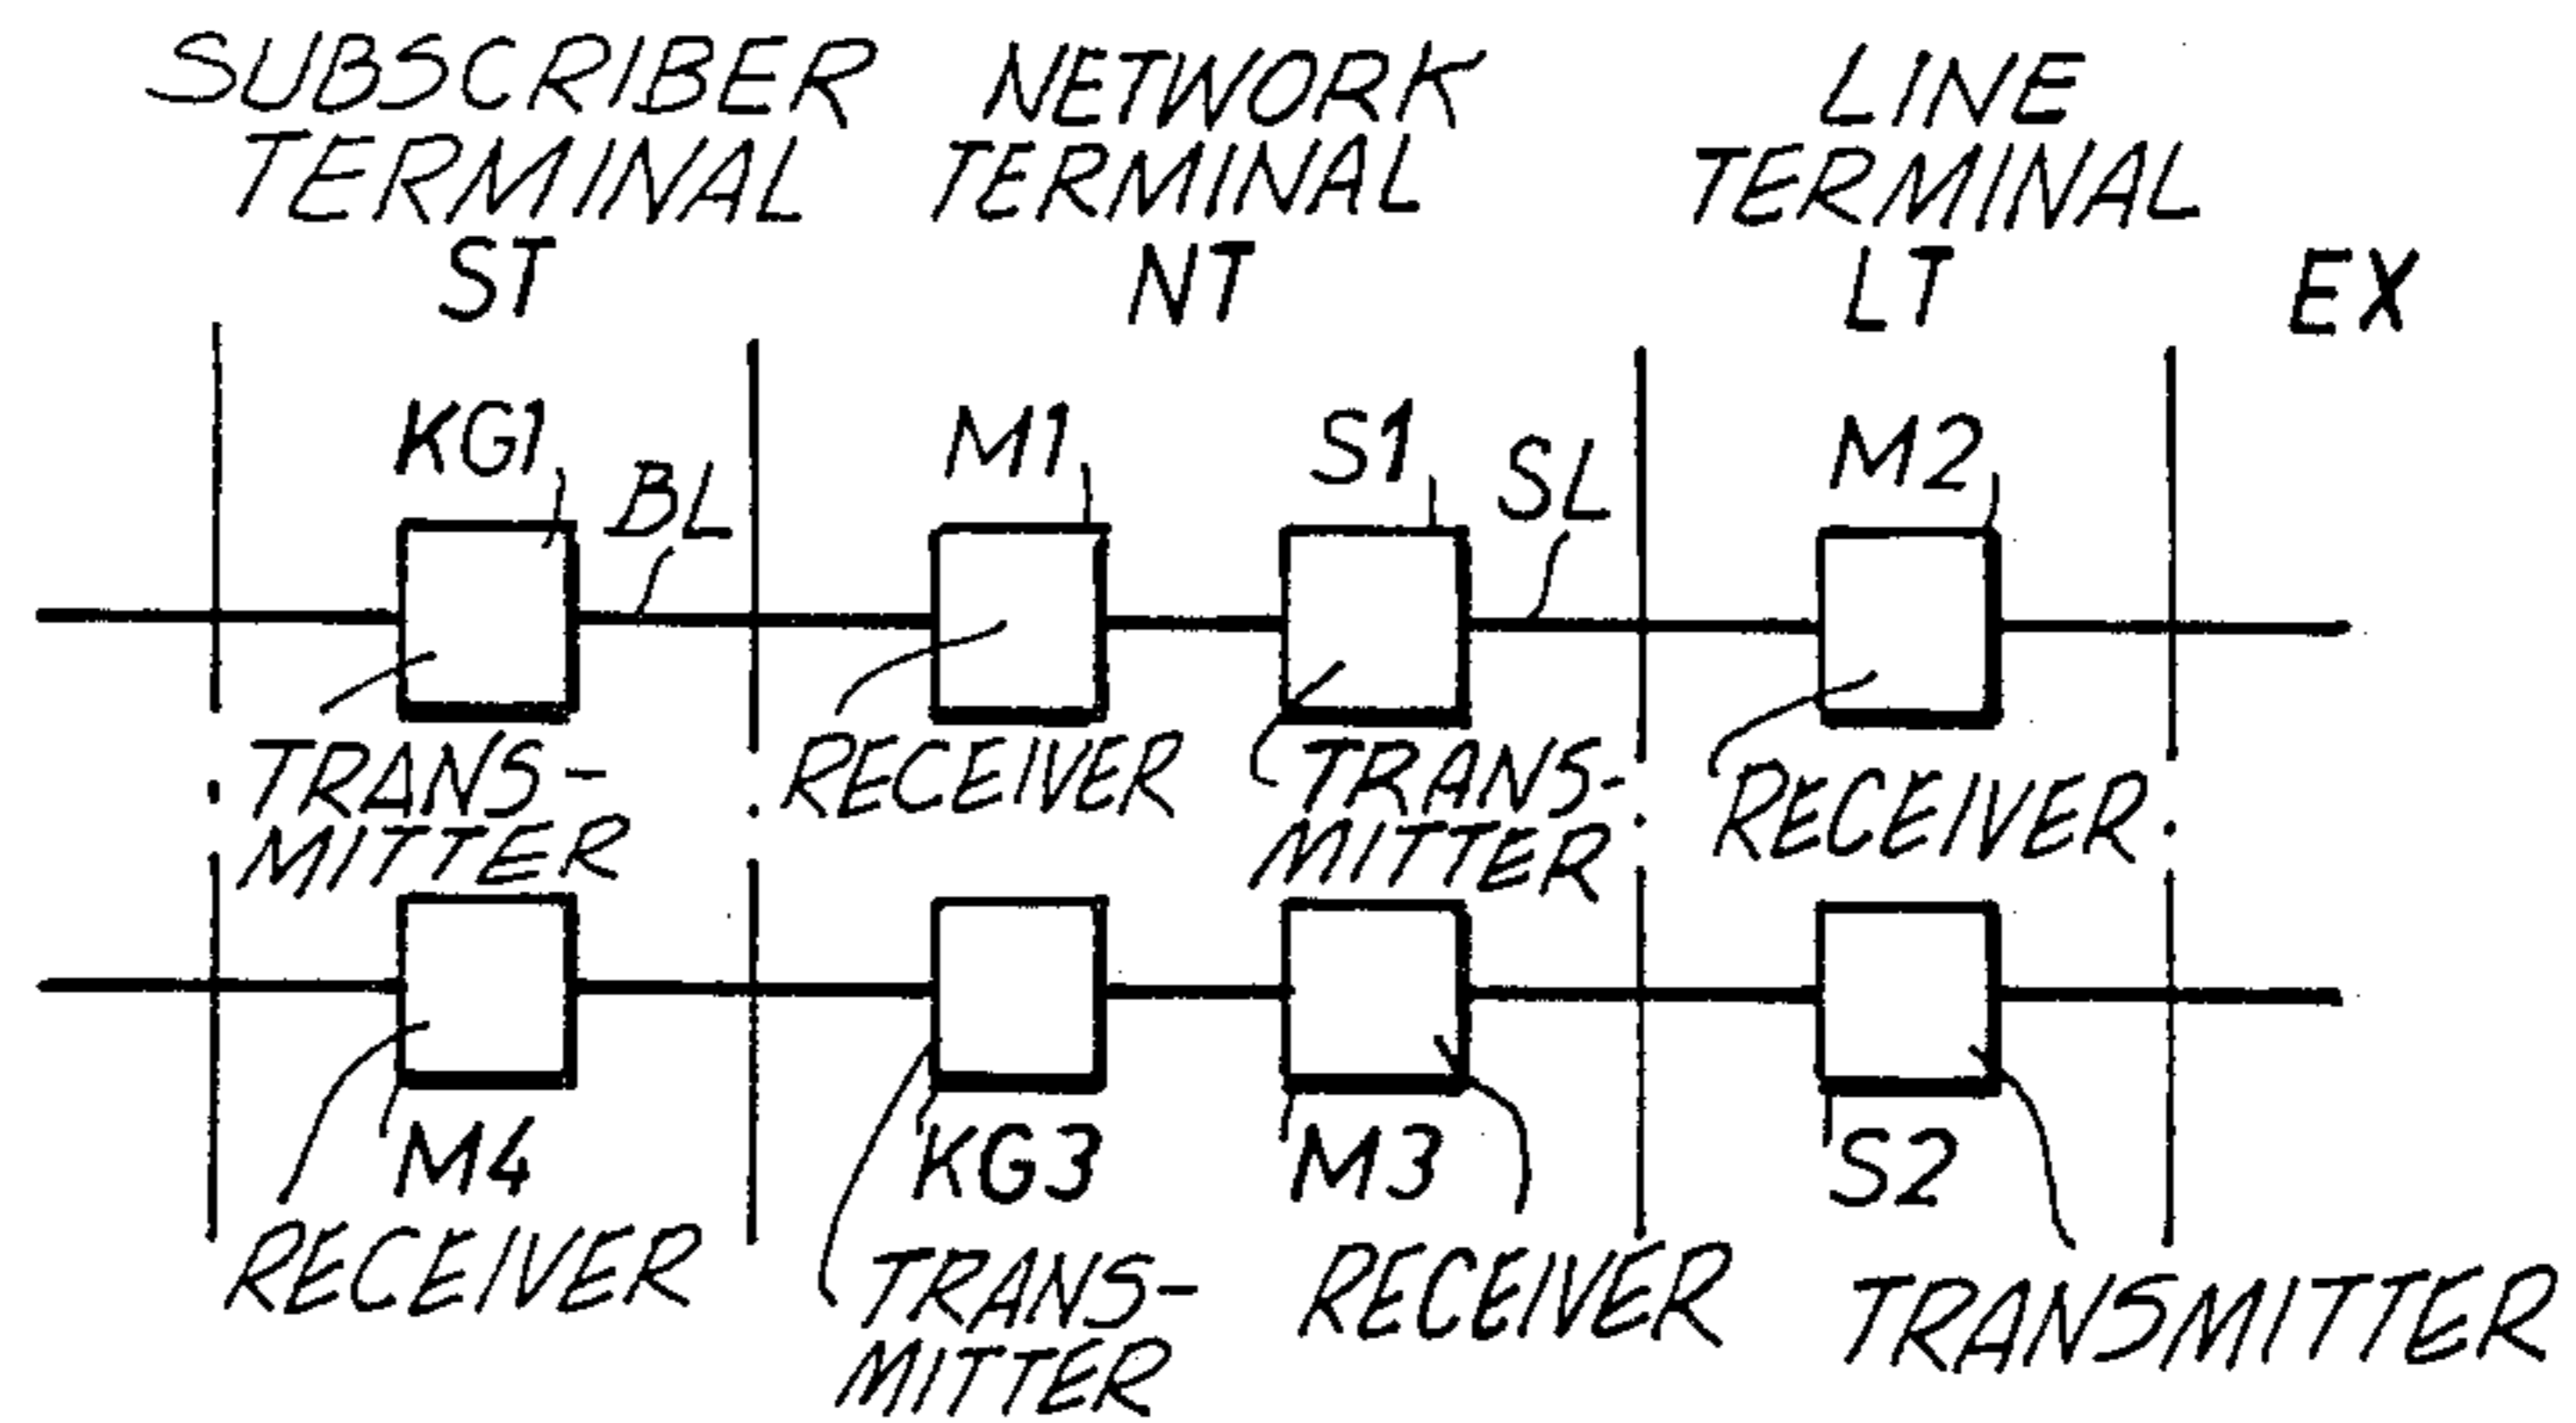 SUBSCRIBER
TERMINAL
ST
NETWORK
TERMINAL
NT
LINE
TERMINAL
LT
EX
KG1
BL
M1
S1
SL
M2
TRANS-
MITTER
RECEIVER
TRANS-
MITTER
RECEIVER
M4
KG3
M3
S2
RECEIVER
TRANS-
MITTER
RECEIVER
TRANSMITTER